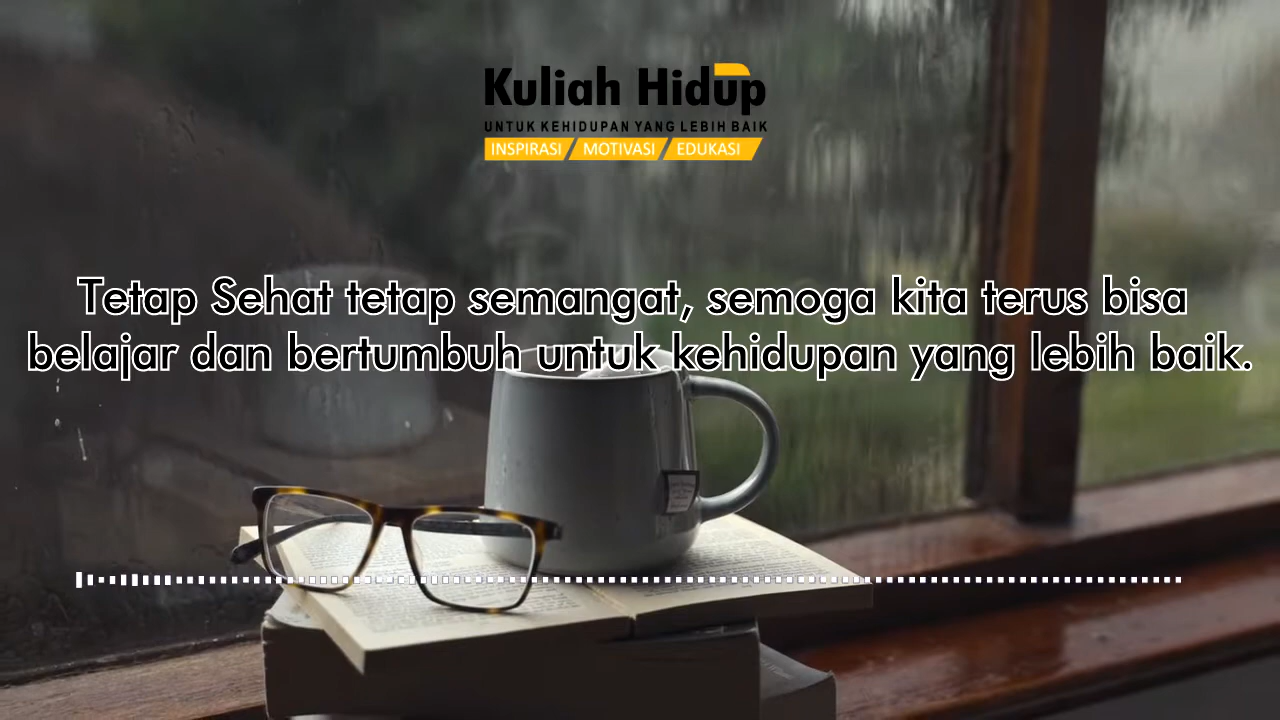 Kuliah Hidup
UNTUK KEHIDUPAN YANG LEBIH BAIK
INSPIRASI MOTIVASI EDUKASI
Tetap Sehat tetap semangat, semoga kita terus bisa
belajar dan bertumbuh untuk kehidupan yang lebih baik.